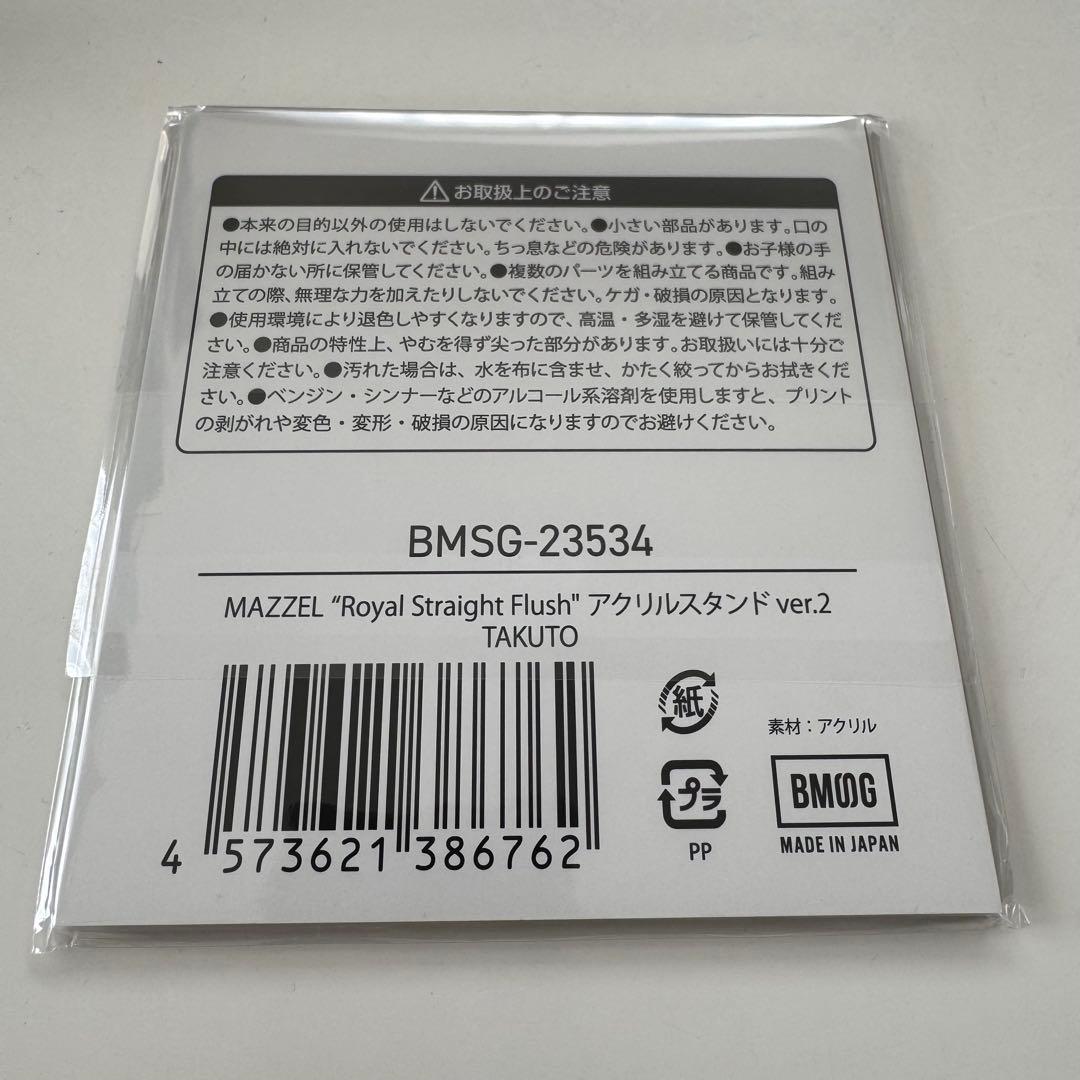 ⚠お取扱上のご注意
●本来の目的以外の使用はしないでください。●小さい部品があります。口の
中には絶対に入れないでください。ちっ息などの危険があります。●お子様の手
の届かない所に保管してください。●複数のパーツを組み立てる商品です。組み
立ての際、無理な力を加えたりしないでください。ケガ・破損の原因となります。
●使用環境により退色しやすくなりますので、高温・多湿を避けて保管してくだ
さい。●商品の特性上、やむを得ず尖った部分があります。お取扱いには十分ご
注意ください。●汚れた場合は、水を布に含ませ、かたく絞ってからお拭きくだ
さい。●ベンジン・シンナーなどのアルコール系溶剤を使用しますと、プリント
の剥がれや変色・変形・破損の原因になりますのでお避けください。
BMSG-23534
MAZZEL “Royal Straight Flush" アクリルスタンド ver.2
TAKUTO
4 573621 386762
紙
プラ
PP
素材：アクリル
BMSG
MADE IN JAPAN